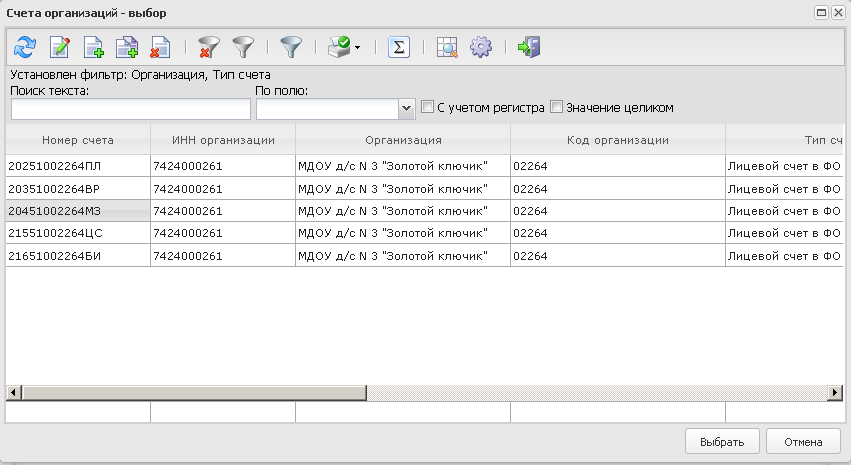 Счета организаций - выбор
Установлен фильтр: Организация, Тип счета
Поиск текста: По полю:
С учетом регистра Значение целиком
Номер счета ИНН организации Организация Код организации Тип сч
20251002264ПЛ 7424000261 МДОУ д/с N 3 "Золотой ключик" 02264 Лицевой счет в ФО
20351002264ВР 7424000261 МДОУ д/с N 3 "Золотой ключик" 02264 Лицевой счет в ФО
20451002264МЗ 7424000261 МДОУ д/с N 3 "Золотой ключик" 02264 Лицевой счет в ФО
21551002264ЦС 7424000261 МДОУ д/с N 3 "Золотой ключик" 02264 Лицевой счет в ФО
21651002264БИ 7424000261 МДОУ д/с N 3 "Золотой ключик" 02264 Лицевой счет в ФО
Выбрать Отмена